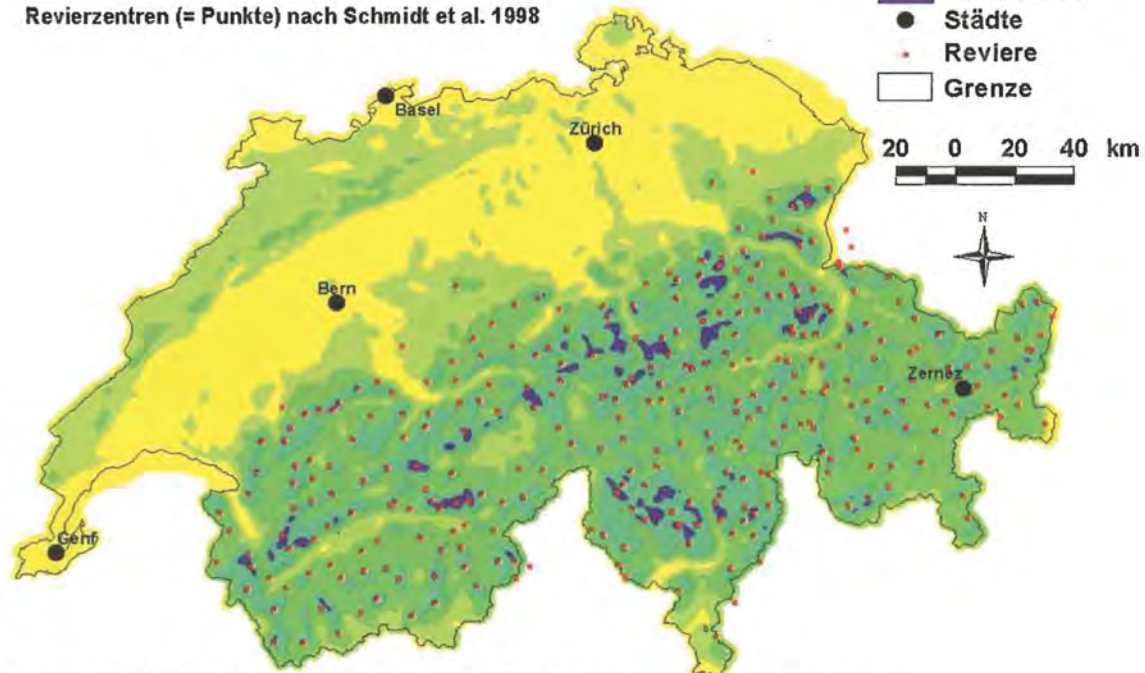 Revierzentren (= Punkte) nach Schmidt et al. 1998
Städte
Reviere
Grenze
20 0 20 40 km
N
Basel
Zürich
Bern
Zernez
Genf